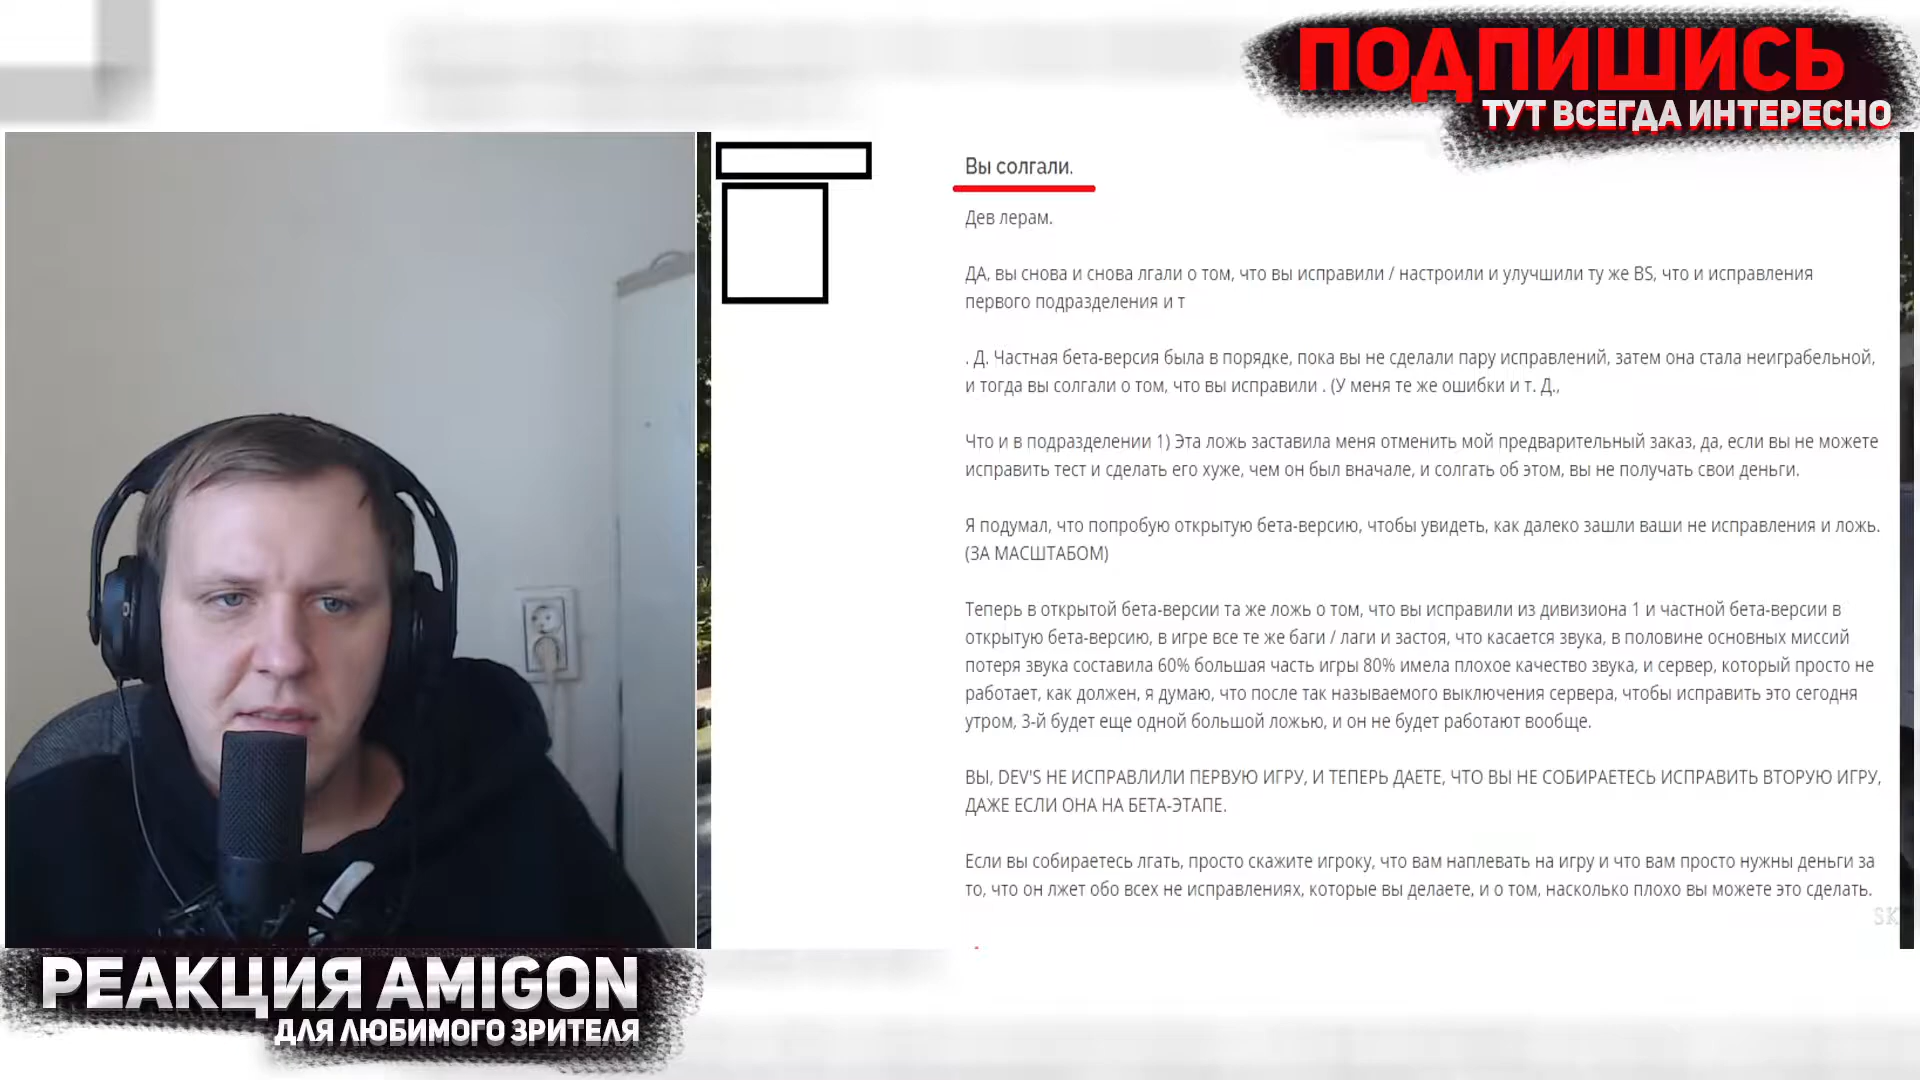 ПОДПИШИСЬ
ТУТ ВСЕГДА ИНТЕРЕСНО
Вы солгали.
Дев лерам.
ДА, вы снова и снова лгали о том, что вы исправили / настроили и улучшили ту же BS, что и исправления
первого подразделения и т
. Д. Частная бета-версия была в порядке, пока вы не сделали пару исправлений, затем она стала неиграбельной,
и тогда вы солгали о том, что вы исправили . (У меня те же ошибки и т. Д.,
Что и в подразделении 1) Эта ложь заставила меня отменить мой предварительный заказ, да, если вы не можете
исправить тест и сделать его хуже, чем он был вначале, и солгать об этом, вы не получать свои деньги.
Я подумал, что попробую открытую бета-версию, чтобы увидеть, как далеко зашли ваши не исправления и ложь.
(ЗА МАСШТАБОМ)
Теперь в открытой бета-версии та же ложь о том, что вы исправили из дивизиона 1 и частной бета-версии в
открытую бета-версию, в игре все те же баги / лаги и застоя, что касается звука, в половине основных миссий
потеря звука составила 60% большая часть игры 80% имела плохое качество звука, и сервер, который просто не
работает, как должен, я думаю, что после так называемого выключения сервера, чтобы исправить это сегодня
утром, 3-й будет еще одной большой ложью, и он не будет работают вообще.
ВЫ, DEV'S НЕ ИСПРАВЛИЛИ ПЕРВУЮ ИГРУ, И ТЕПЕРЬ ДАЕТЕ, ЧТО ВЫ НЕ СОБИРАЕТЕСЬ ИСПРАВИТЬ ВТОРУЮ ИГРУ,
ДАЖЕ ЕСЛИ ОНА НА БЕТА-ЭТАПЕ.
Если вы собираетесь лгать, просто скажите игроку, что вам наплевать на игру и что вам просто нужны деньги за
то, что он лжет обо всех не исправлениях, которые вы делаете, и о том, насколько плохо вы можете это сделать.
РЕАКЦИЯ AMIGON
ДЛЯ ЛЮБИМОГО ЗРИТЕЛЯ